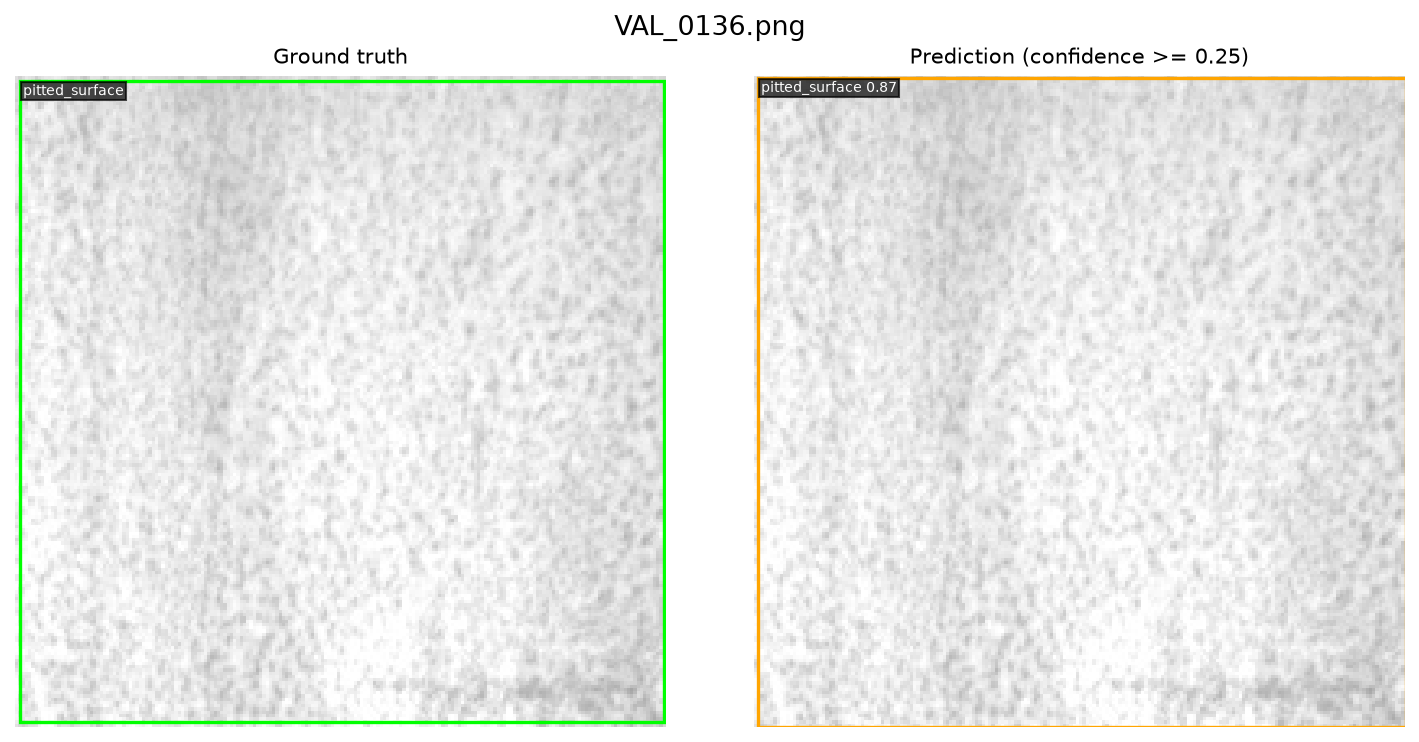 VAL_0136.png
Ground truth
Prediction (confidence >= 0.25)
pitted_surface
pitted_surface 0.87